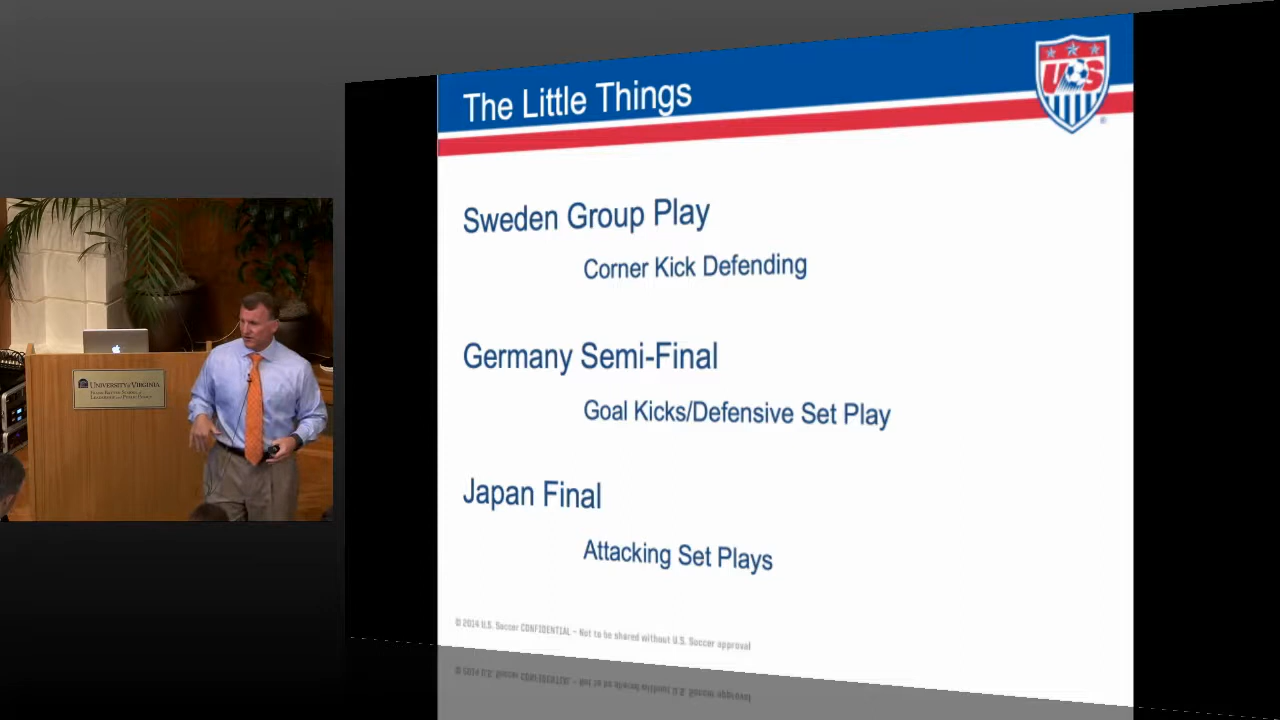 The Little Things
US
Sweden Group Play
Corner Kick Defending
Germany Semi-Final
Goal Kicks/Defensive Set Play
Japan Final
Attacking Set Plays
© 2014 U.S. Soccer CONFIDENTIAL - Not to be shared without U.S. Soccer approval
UNIVERSITY of VIRGINIA